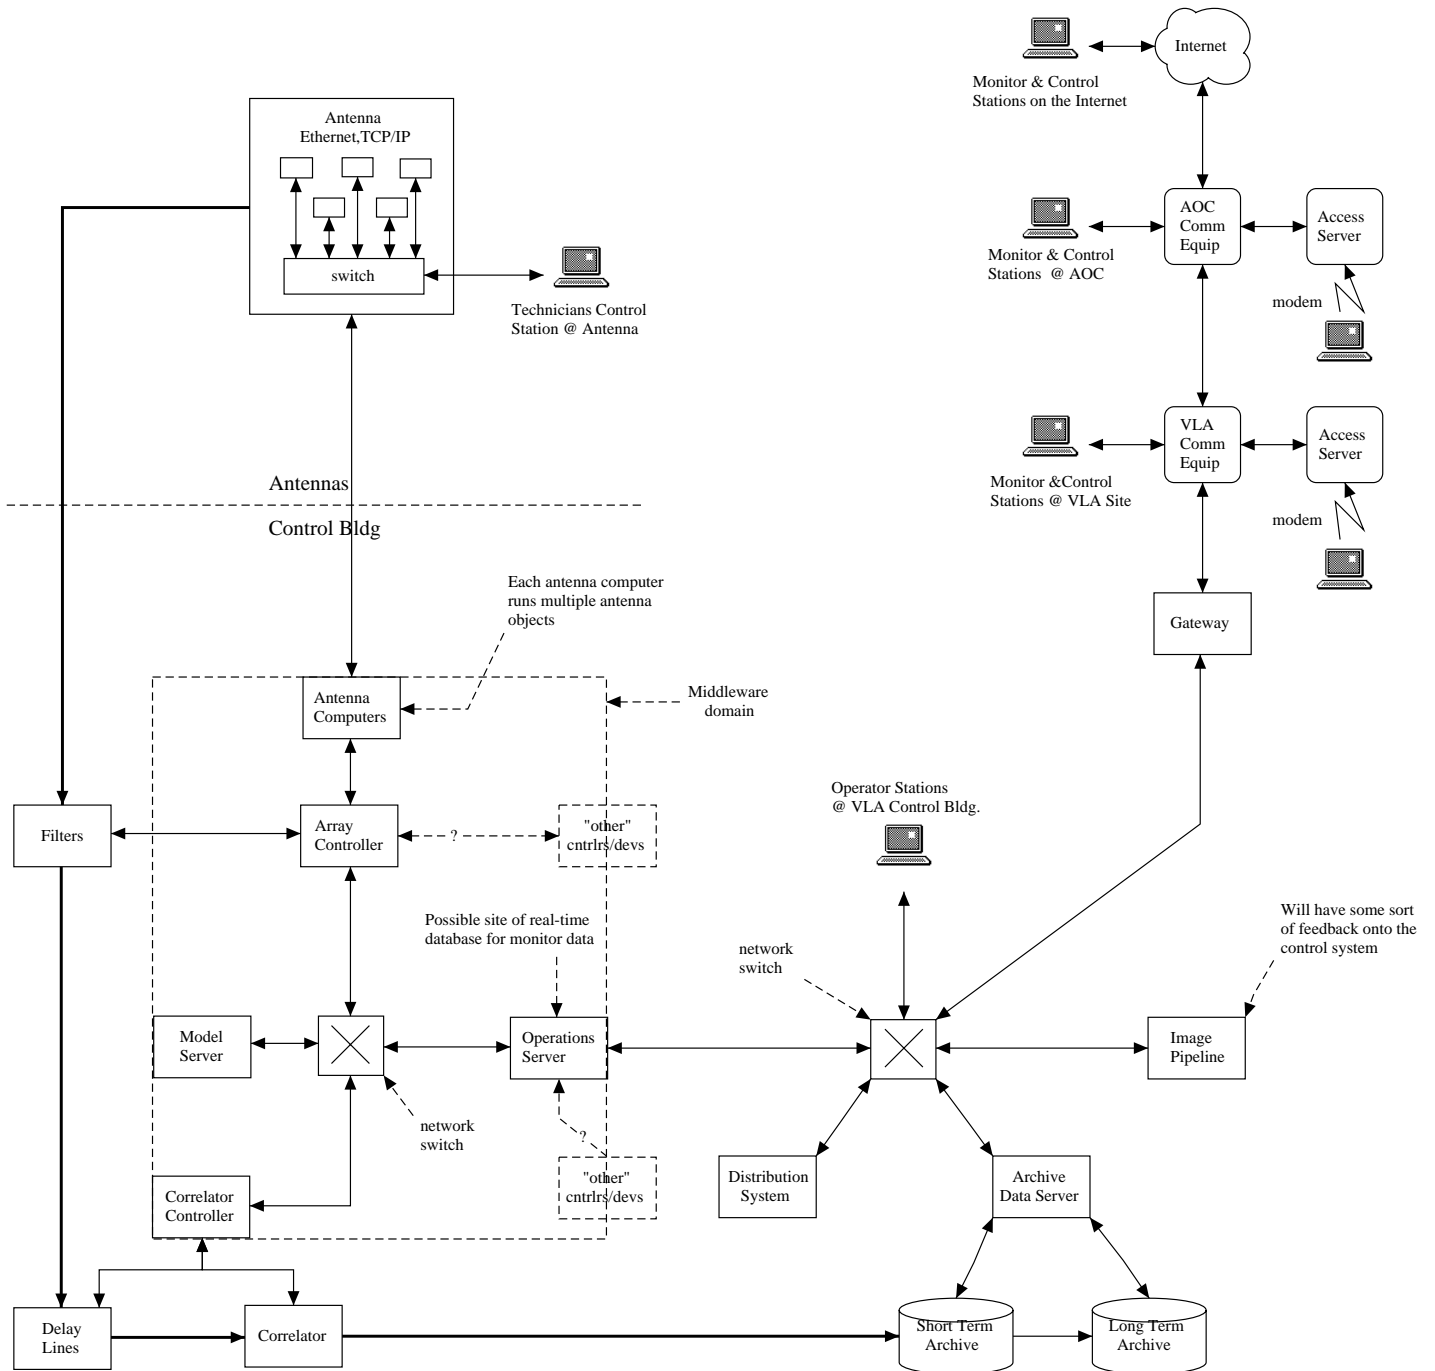 Internet
Monitor & Control
Stations on the Internet
Antenna
Ethernet,TCP/IP
switch
Technicians Control
Station @ Antenna
AOC
Comm
Equip
Access
Server
Monitor & Control
Stations @ AOC
modem
VLA
Comm
Equip
Access
Server
Monitor &Control
Stations @ VLA Site
modem
Antennas
Control Bldg
Each antenna computer
runs multiple antenna
objects
Gateway
Antenna
Computers
Middleware
domain
Operator Stations
@ VLA Control Bldg.
Filters
Array
Controller
?
"other"
cntrlrs/devs
Possible site of real-time
database for monitor data
network
switch
Will have some sort
of feedback onto the
control system
Model
Server
Operations
Server
Image
Pipeline
network
switch
?
"other"
cntrlrs/devs
Distribution
System
Archive
Data Server
Correlator
Controller
Delay
Lines
Correlator
Short Term
Archive
Long Term
Archive